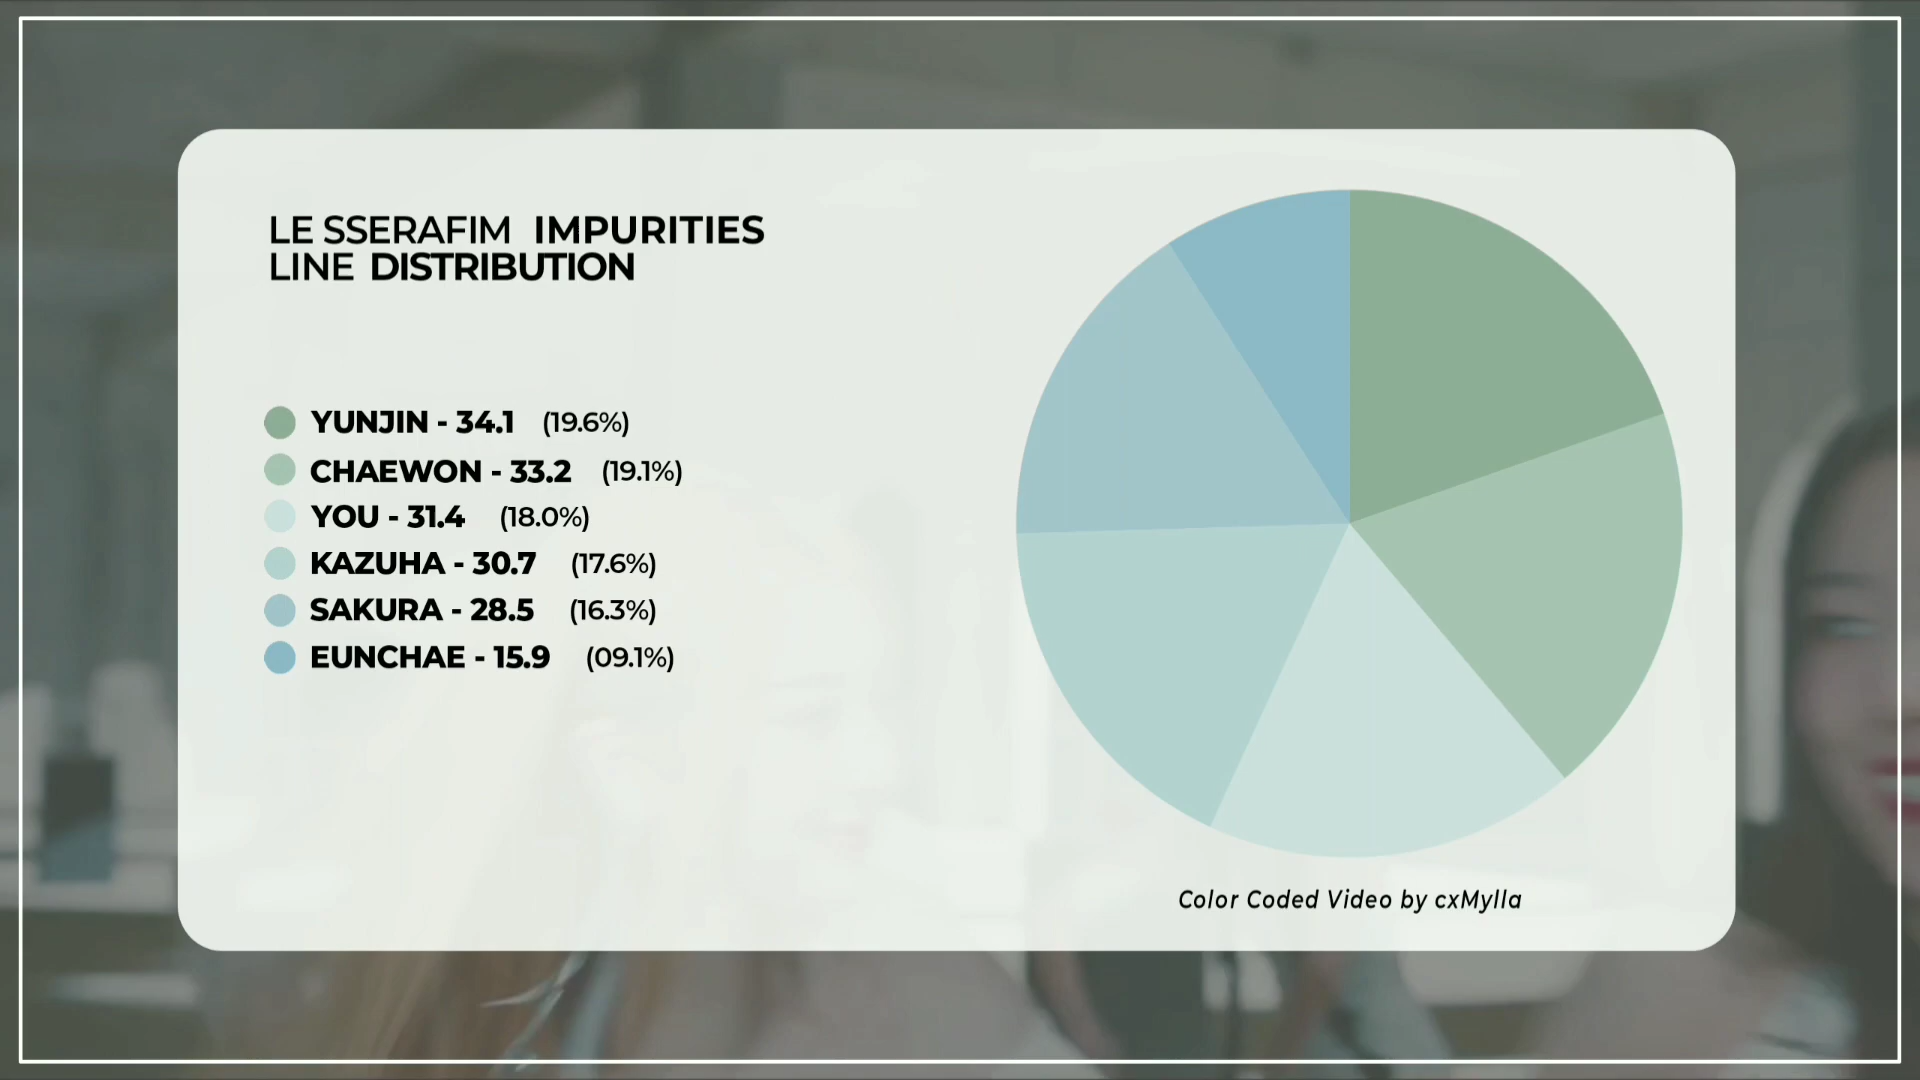 LE SSERAFIM IMPURITIES
LINE DISTRIBUTION
YUNJIN - 34.1 (19.6%)
CHAEWON - 33.2 (19.1%)
YOU - 31.4 (18.0%)
KAZUHA - 30.7 (17.6%)
SAKURA - 28.5 (16.3%)
EUNCHAE - 15.9 (09.1%)
Color Coded Video by cxMylla